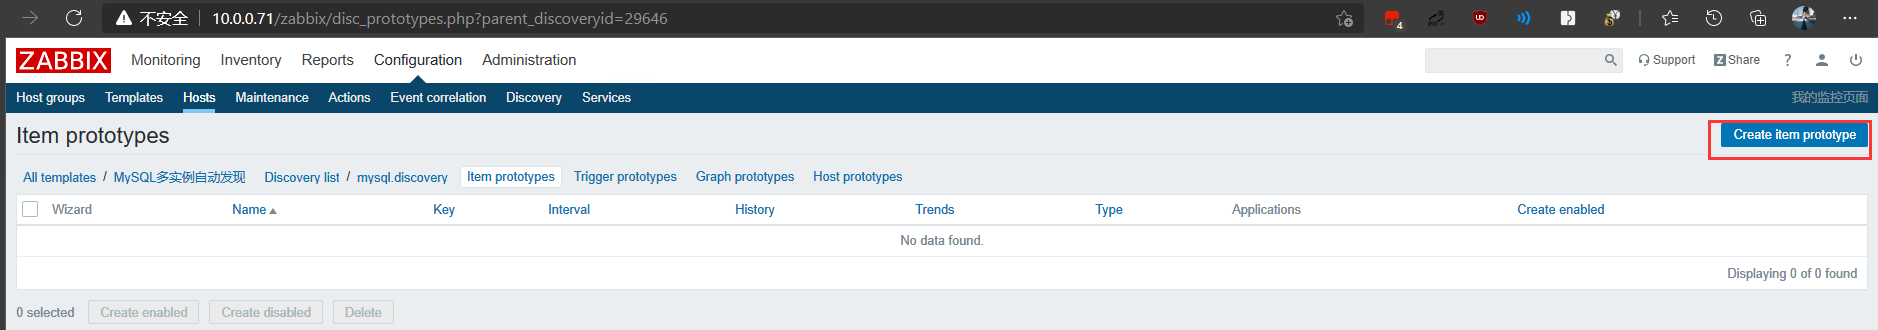 不安全 10.0.0.71/zabbix/disc_prototypes.php?parent_discoveryid=29646
4
ZABBIX Monitoring Inventory Reports Configuration Administration Support Z Share ?
Host groups Templates Hosts Maintenance Actions Event correlation Discovery Services 我的监控页面
Item prototypes Create item prototype
All templates / MySQL多实例自动发现 Discovery list / mysql.discovery Item prototypes Trigger prototypes Graph prototypes Host prototypes
Wizard Name Key Interval History Trends Type Applications Create enabled
No data found.
Displaying 0 of 0 found
0 selected Create enabled Create disabled Delete